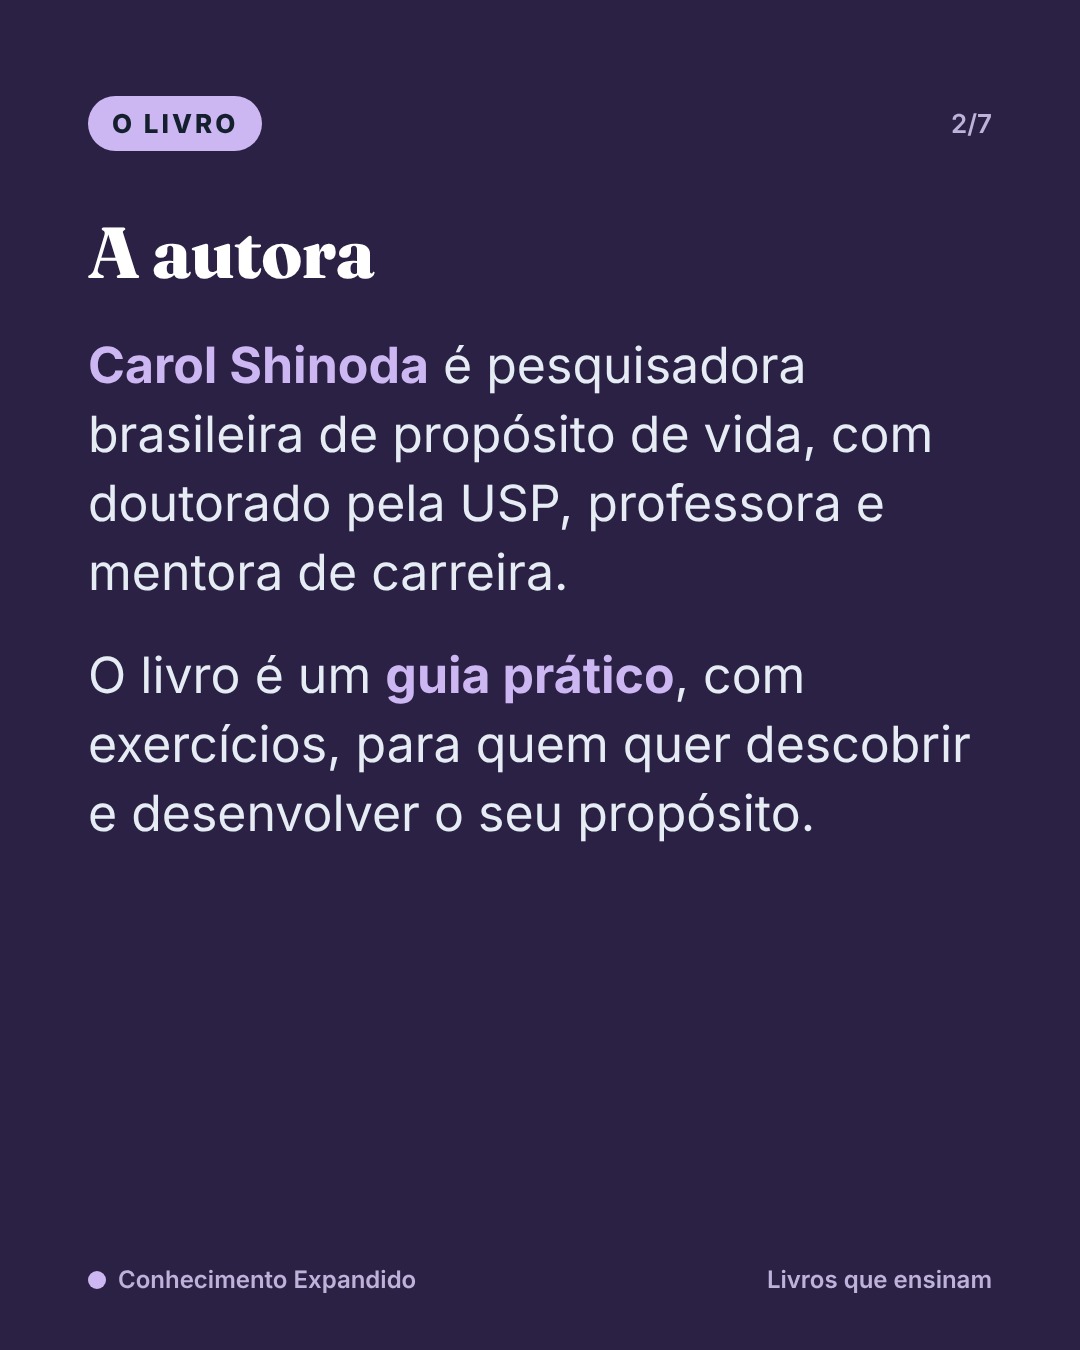 O LIVRO
2/7
A autora
Carol Shinoda é pesquisadora
brasileira de propósito de vida, com
doutorado pela USP, professora e
mentora de carreira.
O livro é um guia prático, com
exercícios, para quem quer descobrir
e desenvolver o seu propósito.
Conhecimento Expandido
Livros que ensinam